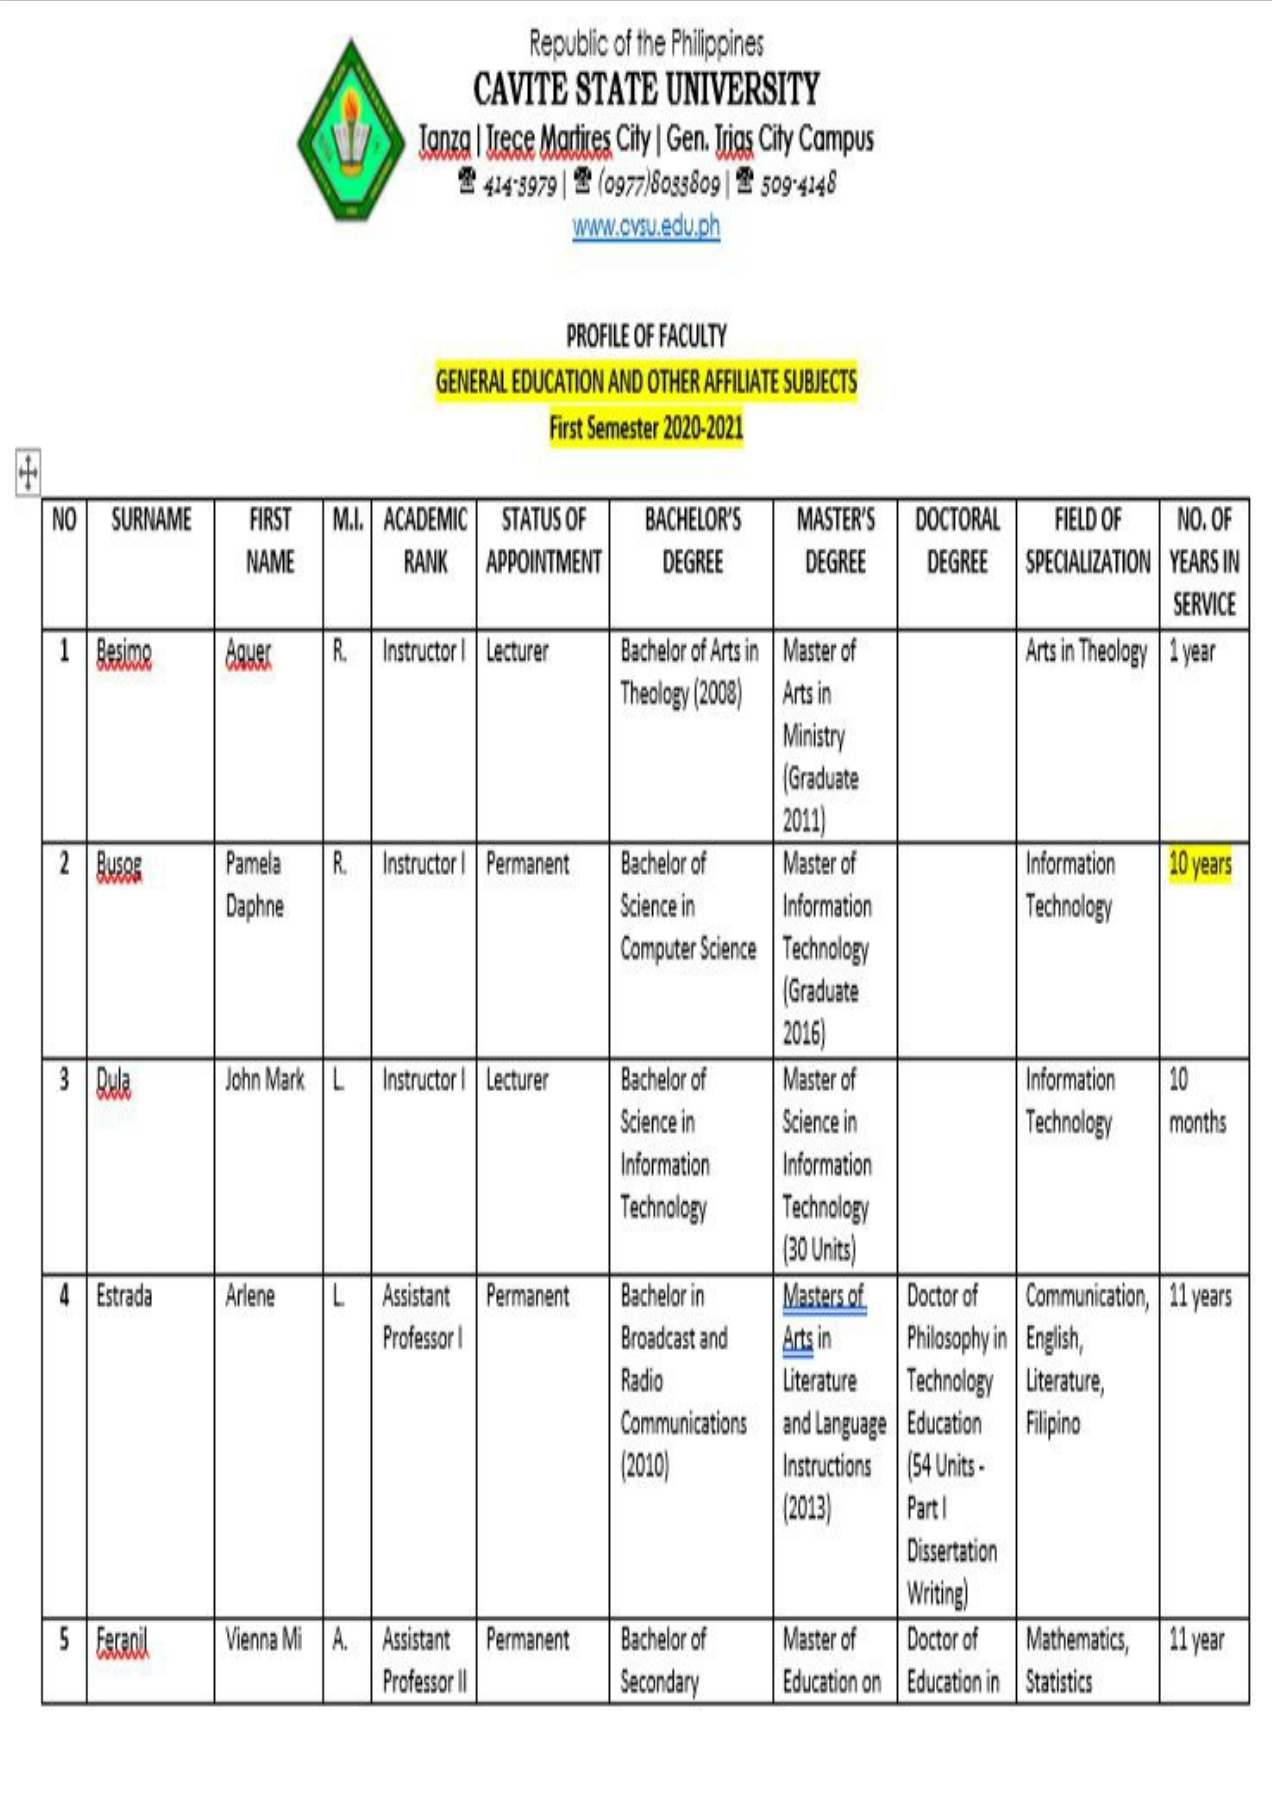 Republic of the Philippines
CAVITE STATE UNIVERSITY
Tanza | Trece Martires City | Gen. Trias City Campus
☎ 414-3979 | ☎ (0977)8033809 | ☎ 509-4148
www.cvsu.edu.ph
PROFILE OF FACULTY
GENERAL EDUCATION AND OTHER AFFILIATE SUBJECTS
First Semester 2020-2021
NO SURNAME FIRST M.I. ACADEMIC STATUS OF BACHELOR'S MASTER'S DOCTORAL FIELD OF NO. OF
NAME RANK APPOINTMENT DEGREE DEGREE DEGREE SPECIALIZATION YEARS IN
SERVICE
1 Besimo Aquer R. Instructor I Lecturer Bachelor of Arts in Master of Arts in Theology 1 year
Theology (2008) Arts in
Ministry
(Graduate
2011)
2 Busog Pamela R. Instructor I Permanent Bachelor of Master of Information 10 years
Daphne Science in Information Technology
Computer Science Technology
(Graduate
2016)
3 Dula John Mark L. Instructor I Lecturer Bachelor of Master of Information 10
Science in Science in Technology months
Information Information
Technology Technology
(30 Units)
4 Estrada Arlene L. Assistant Permanent Bachelor in Masters of Doctor of Communication, 11 years
Professor I Broadcast and Arts in Philosophy in English,
Radio Literature Technology Literature,
Communications and Language Education Filipino
(2010) Instructions (54 Units -
(2013) Part I
Dissertation
Writing)
5 Feranil Vienna Mi A. Assistant Permanent Bachelor of Master of Doctor of Mathematics, 11 year
Professor II Secondary Education on Education in Statistics